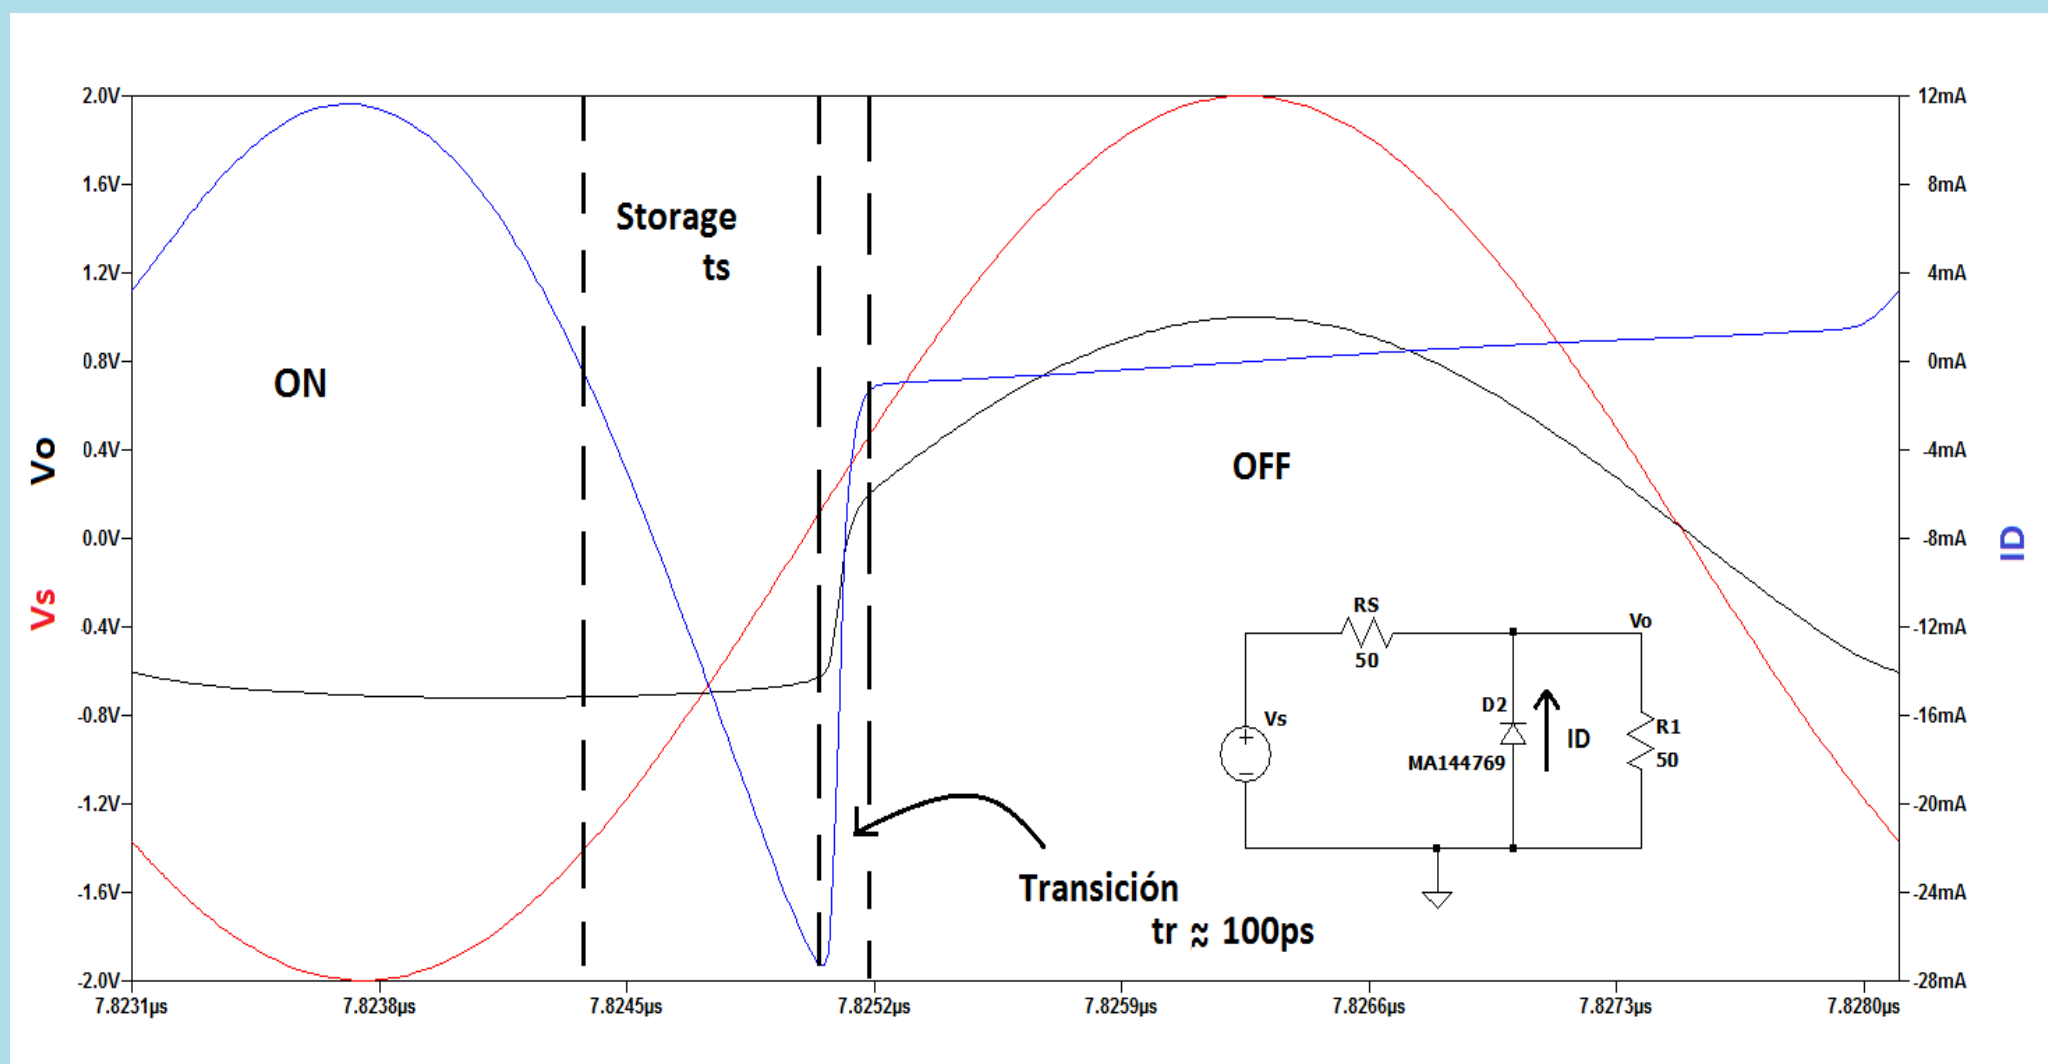 2.0V
1.6V
1.2V
0.8V
0.4V
0.0V
0.4V
-0.8V
-1.2V
-1.6V
-2.0V
Vo
Vs
12mA
8mA
4mA
0mA
-4mA
-8mA
-12mA
-16mA
-20mA
-24mA
-28mA
ID
7.8231µs
7.8238µs
7.8245µs
7.8252µs
7.8259µs
7.8266µs
7.8273µs
7.8280µs
ON
Storage
ts
OFF
Transición
tr ≈ 100ps
RS
50
Vo
Vs
D2
MA144769
ID
R1
50